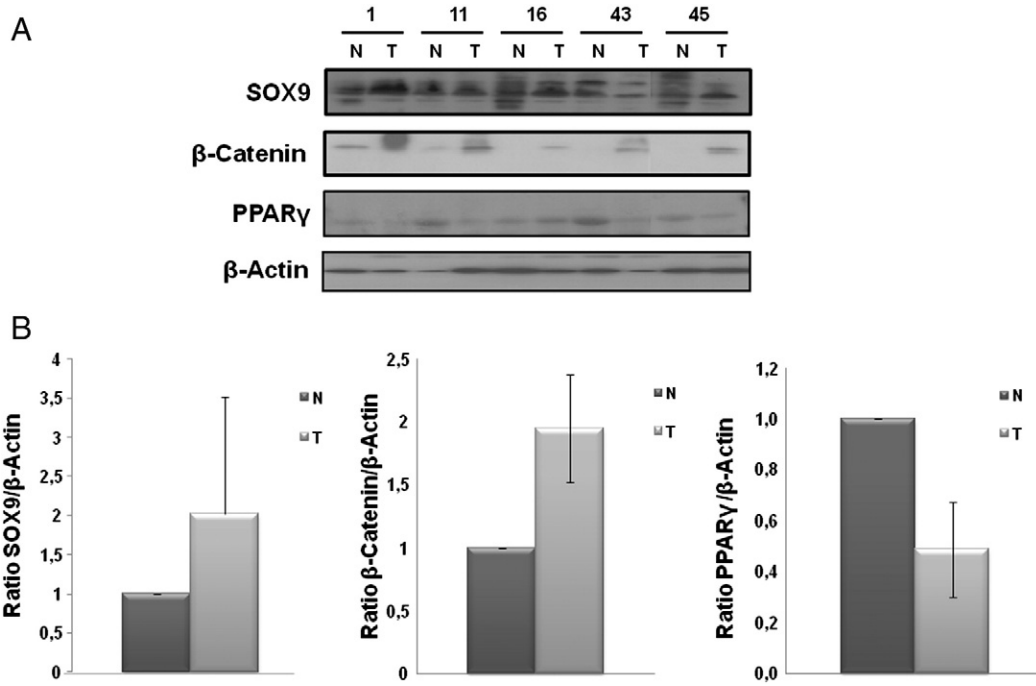 A
1 11 16 43 45
N T N T N T N T N T
SOX9
β-Catenin
PPARγ
β-Actin
B
Ratio SOX9/β-Actin
4
3,5
3
2,5
2
1,5
1
0,5
0
N
T
Ratio β-Catenin/β-Actin
2,5
2
1,5
1
0,5
0
N
T
Ratio PPARγ/β-Actin
1,2
1,0
0,8
0,6
0,4
0,2
0,0
N
T